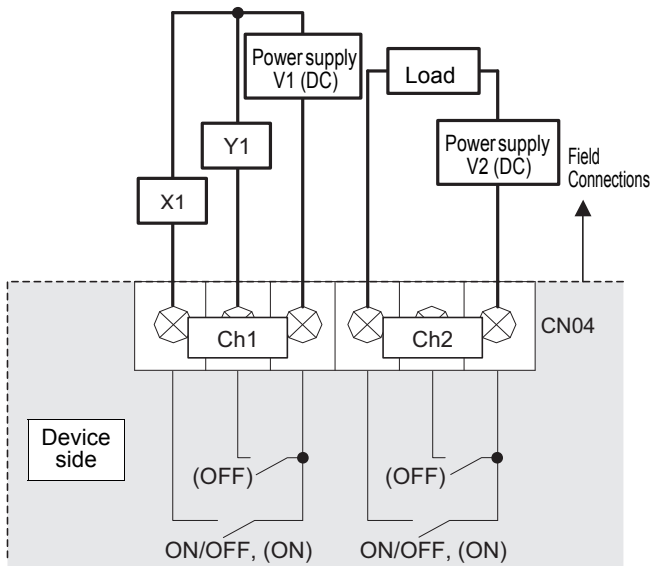 Power supply
V1 (DC)
Load
Y1
Power supply
V2 (DC)
Field
Connections
X1
Ch1
Ch2
CN04
Device
side
(OFF)
(OFF)
ON/OFF, (ON)
ON/OFF, (ON)